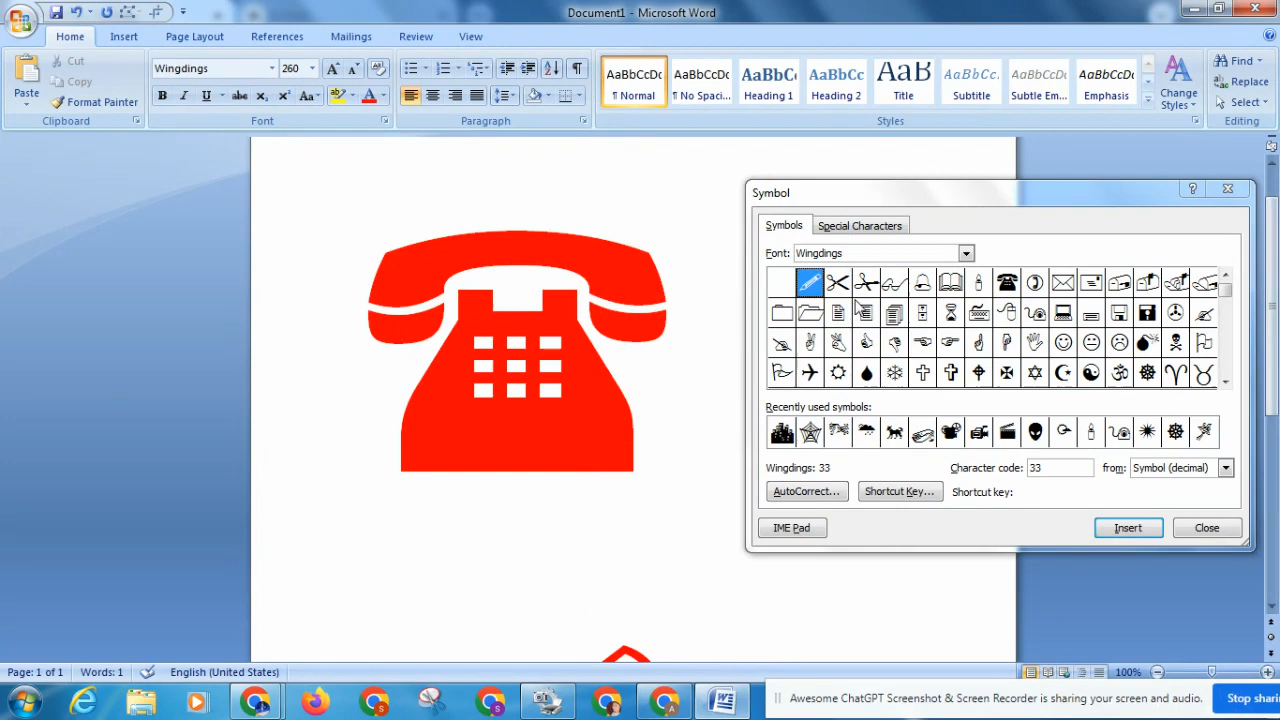 Document1 - Microsoft Word
Home Insert Page Layout References Mailings Review View
Paste
Cut
Copy
Format Painter
Clipboard
Wingdings 260
B I U abc x₂ x² Aa
Font
Paragraph
AaBbCcDc AaBbCcDc AaBbC AaBbCc AaB AaBbCc. AaBbCcDc AaBbCcDc
¶ Normal ¶ No Spaci... Heading 1 Heading 2 Title Subtitle Subtle Em... Emphasis
Styles
Change
Styles
Find
Replace
Select
Editing
Symbol
Symbols Special Characters
Font: Wingdings
Recently used symbols:
Wingdings: 33 Character code: 33 from: Symbol (decimal)
AutoCorrect... Shortcut Key... Shortcut key:
IME Pad Insert Close
Page: 1 of 1 Words: 1 English (United States) 100%
Awesome ChatGPT Screenshot & Screen Recorder is sharing your screen and audio. Stop